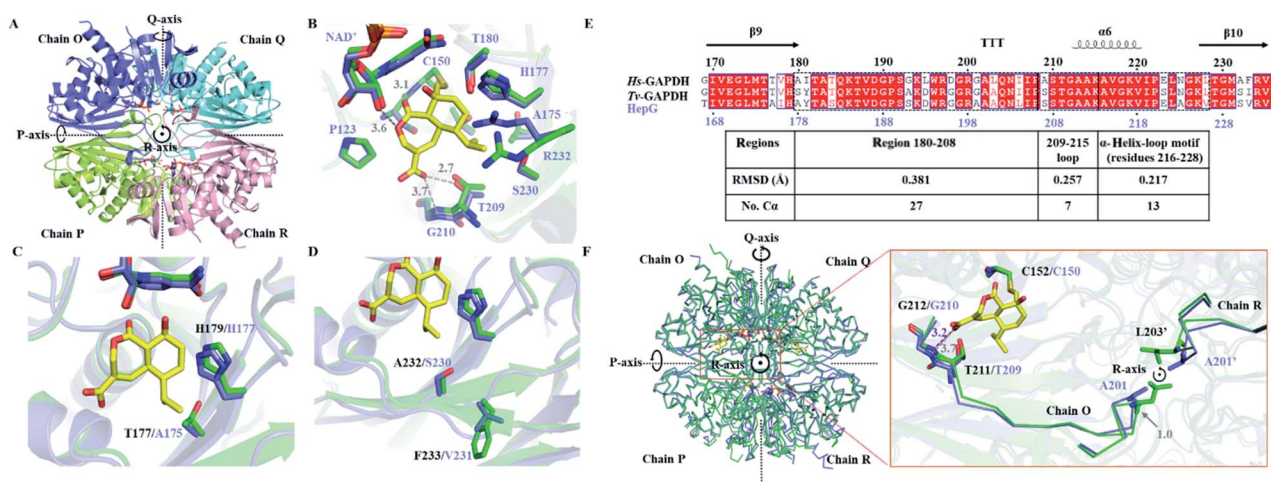 A
Q-axis
Chain O
Chain Q
P-axis
R-axis
Chain P
Chain R
B
NAD⁺
T180
C150
H177
3.1
3.6
P123
A175
R232
2.7
S230
3.7
T209
G210
C
H179/H177
T177/A175
D
A232/S230
F233/V231
E
β9 TTT α6 β10
170 180 190 200 210 220 230
Hs-GAPDH GIVEGLMTTVHAITATQKTVDGPSGKLWRDGRGALQNIIPASTGAAKAVGKVIPELNGKLTGMAFRV
Tv-GAPDH
HepG
168 178 188 198 208 218 228
Regions Region 180-208 209-215 loop α-Helix-loop motif (residues 216-228)
RMSD (Å) 0.381 0.257 0.217
No. Cα 27 7 13
F
Q-axis
Chain O
Chain Q
P-axis
R-axis
Chain P
Chain R
C152/C150
G212/G210
Chain R
3.2
3.7
L203’
T211/T209
R-axis
A201’
A201
Chain O
1.0